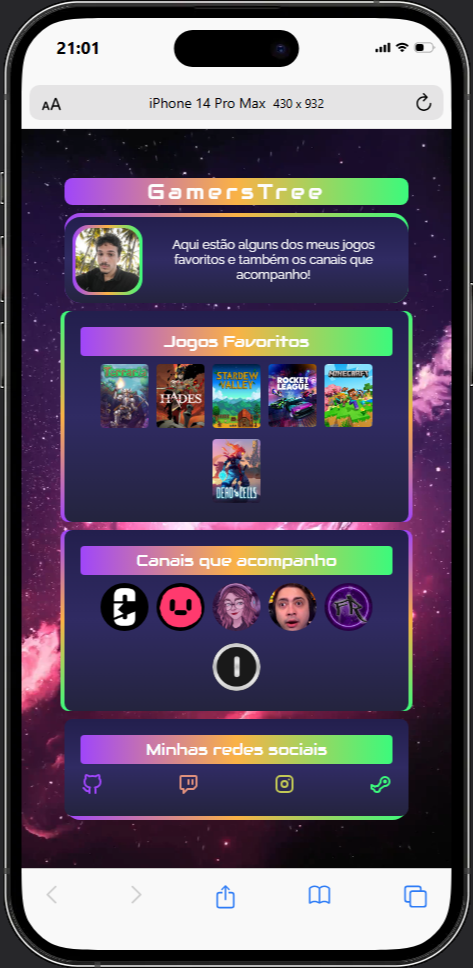 21:01
AA
iPhone 14 Pro Max 430 x 932
GamersTree
Aqui estão alguns dos meus jogos
favoritos e também os canais que
acompanho!
Jogos Favoritos
TERRARIA
HADES
STARDEW
VALLEY
ROCKET
LEAGUE
MINECRAFT
DEAD CELLS
Canais que acompanho
FR
Minhas redes sociais